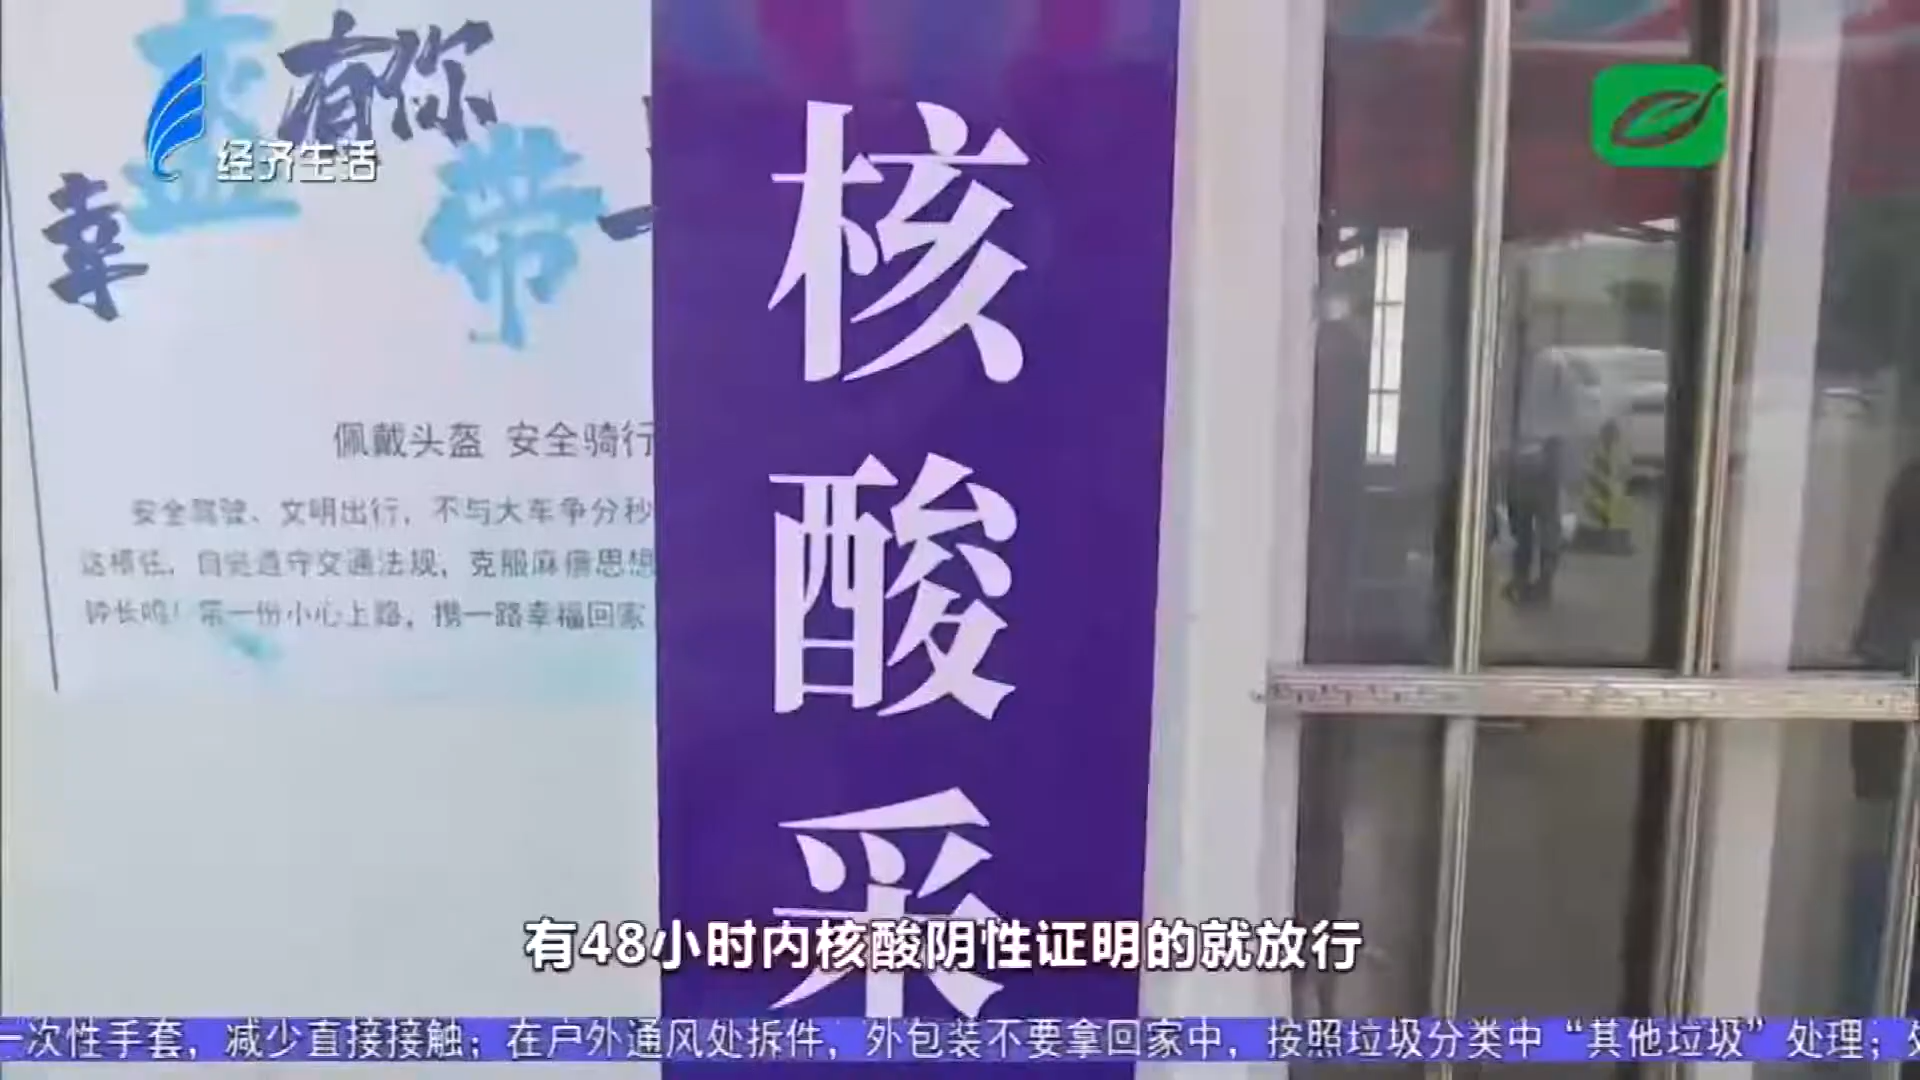 有你
盔
幸
带
经济生活
佩戴头盔 安全骑行
安全驾驶、文明出行，不与大车争分秒
自觉遵守交通法规，克服麻痹思想
第一份小心上路，携一路幸福回家
核
酸
采
有48小时内核酸阴性证明的就放行
一次性手套，减少直接接触；在户外通风处拆件，外包装不要拿回家中，按照垃圾分类中“其他垃圾”处理；